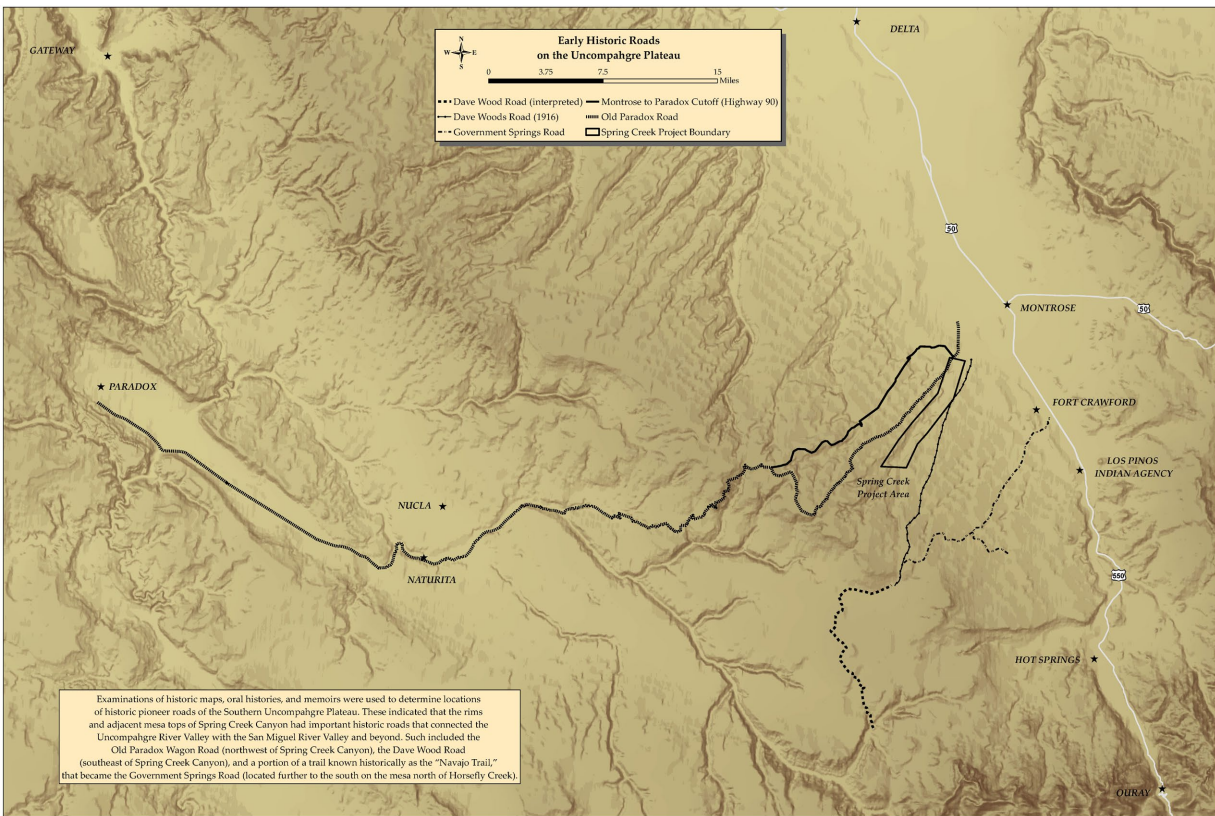 Early Historic Roads
on the Uncompahgre Plateau
N
W E
S
0 3.75 7.5 15
Miles
Dave Wood Road (interpreted) Montrose to Paradox Cutoff (Highway 90)
Dave Woods Road (1916) Old Paradox Road
Government Springs Road Spring Creek Project Boundary
DELTA
GATEWAY
50
MONTROSE
50
PARADOX
FORT CRAWFORD
LOS PINOS
INDIAN AGENCY
Spring Creek
Project Area
NUCLA
NATURITA
550
HOT SPRINGS
OURAY
Examinations of historic maps, oral histories, and memoirs were used to determine locations
of historic pioneer roads of the Southern Uncompahgre Plateau. These indicated that the rims
and adjacent mesa tops of Spring Creek Canyon had important historic roads that connected the
Uncompahgre River Valley with the San Miguel River Valley and beyond. Such included the
Old Paradox Wagon Road (northwest of Spring Creek Canyon), the Dave Wood Road
(southeast of Spring Creek Canyon), and a portion of a trail known historically as the “Navajo Trail,”
that became the Government Springs Road (located further to the south on the mesa north of Horsefly Creek).